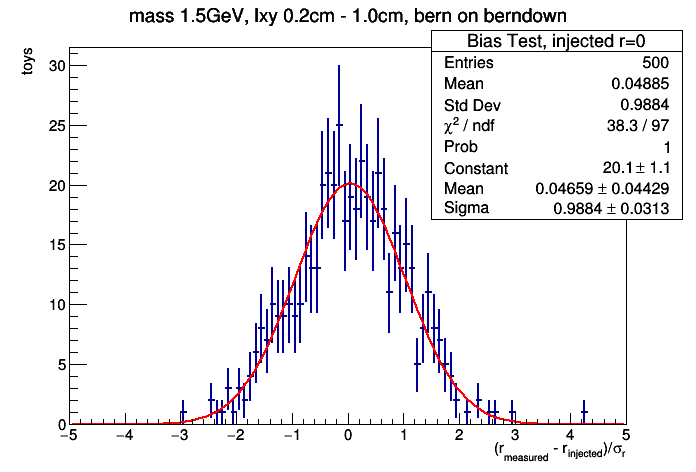 mass 1.5GeV, lxy 0.2cm - 1.0cm, bern on berndown
toys
Bias Test, injected r=0
Entries 500
Mean 0.04885
Std Dev 0.9884
χ² / ndf 38.3 / 97
Prob 1
Constant 20.1 ± 1.1
Mean 0.04659 ± 0.04429
Sigma 0.9884 ± 0.0313
30
25
20
15
10
5
0
−5 −4 −3 −2 −1 0 1 2 3 4 5
(r_measured - r_injected)/σ_r